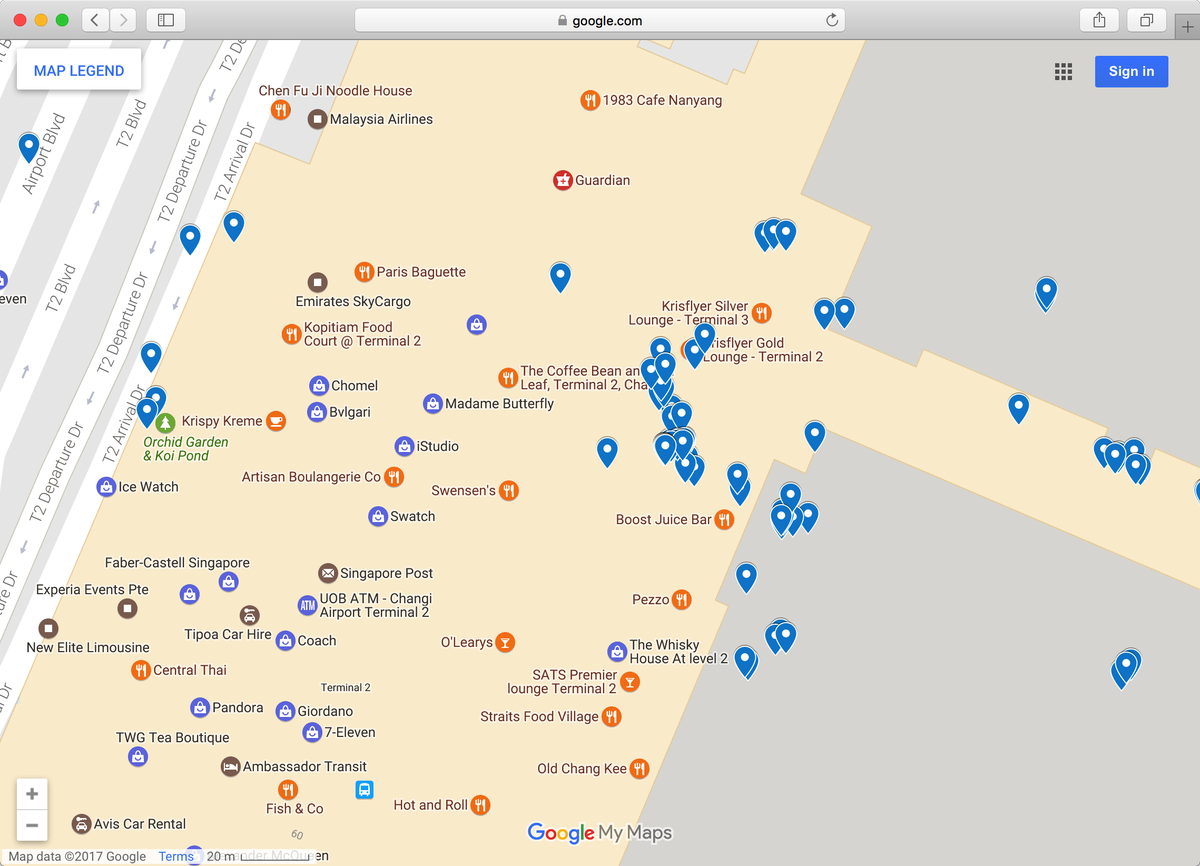 google.com
MAP LEGEND
Sign in
Airport Blvd
T2 Blvd
T2 Blvd
T2 Departure Dr
T2 Departure Dr
T2 Departure Dr
T2 Arrival Dr
T2 Arrival Dr
Chen Fu Ji Noodle House
Malaysia Airlines
1983 Cafe Nanyang
Guardian
Paris Baguette
Emirates SkyCargo
Kopitiam Food
Court @ Terminal 2
Krisflyer Silver
Lounge - Terminal 3
risflyer Gold
Lounge - Terminal 2
The Coffee Bean an
Leaf, Terminal 2, Cha
Chomel
Bvlgari
Madame Butterfly
Krispy Kreme
Orchid Garden
& Koi Pond
iStudio
Artisan Boulangerie Co
Ice Watch
Swensen's
Swatch
Boost Juice Bar
Faber-Castell Singapore
Singapore Post
Experia Events Pte
UOB ATM - Changi
Airport Terminal 2
ATM
Pezzo
Tipoa Car Hire
Coach
New Elite Limousine
O'Learys
The Whisky
House At level 2
Central Thai
SATS Premier
lounge Terminal 2
Terminal 2
Pandora
Giordano
Straits Food Village
7-Eleven
TWG Tea Boutique
Ambassador Transit
Old Chang Kee
Fish & Co
Hot and Roll
Avis Car Rental
60
Google My Maps
Map data ©2017 Google
Terms
20 m